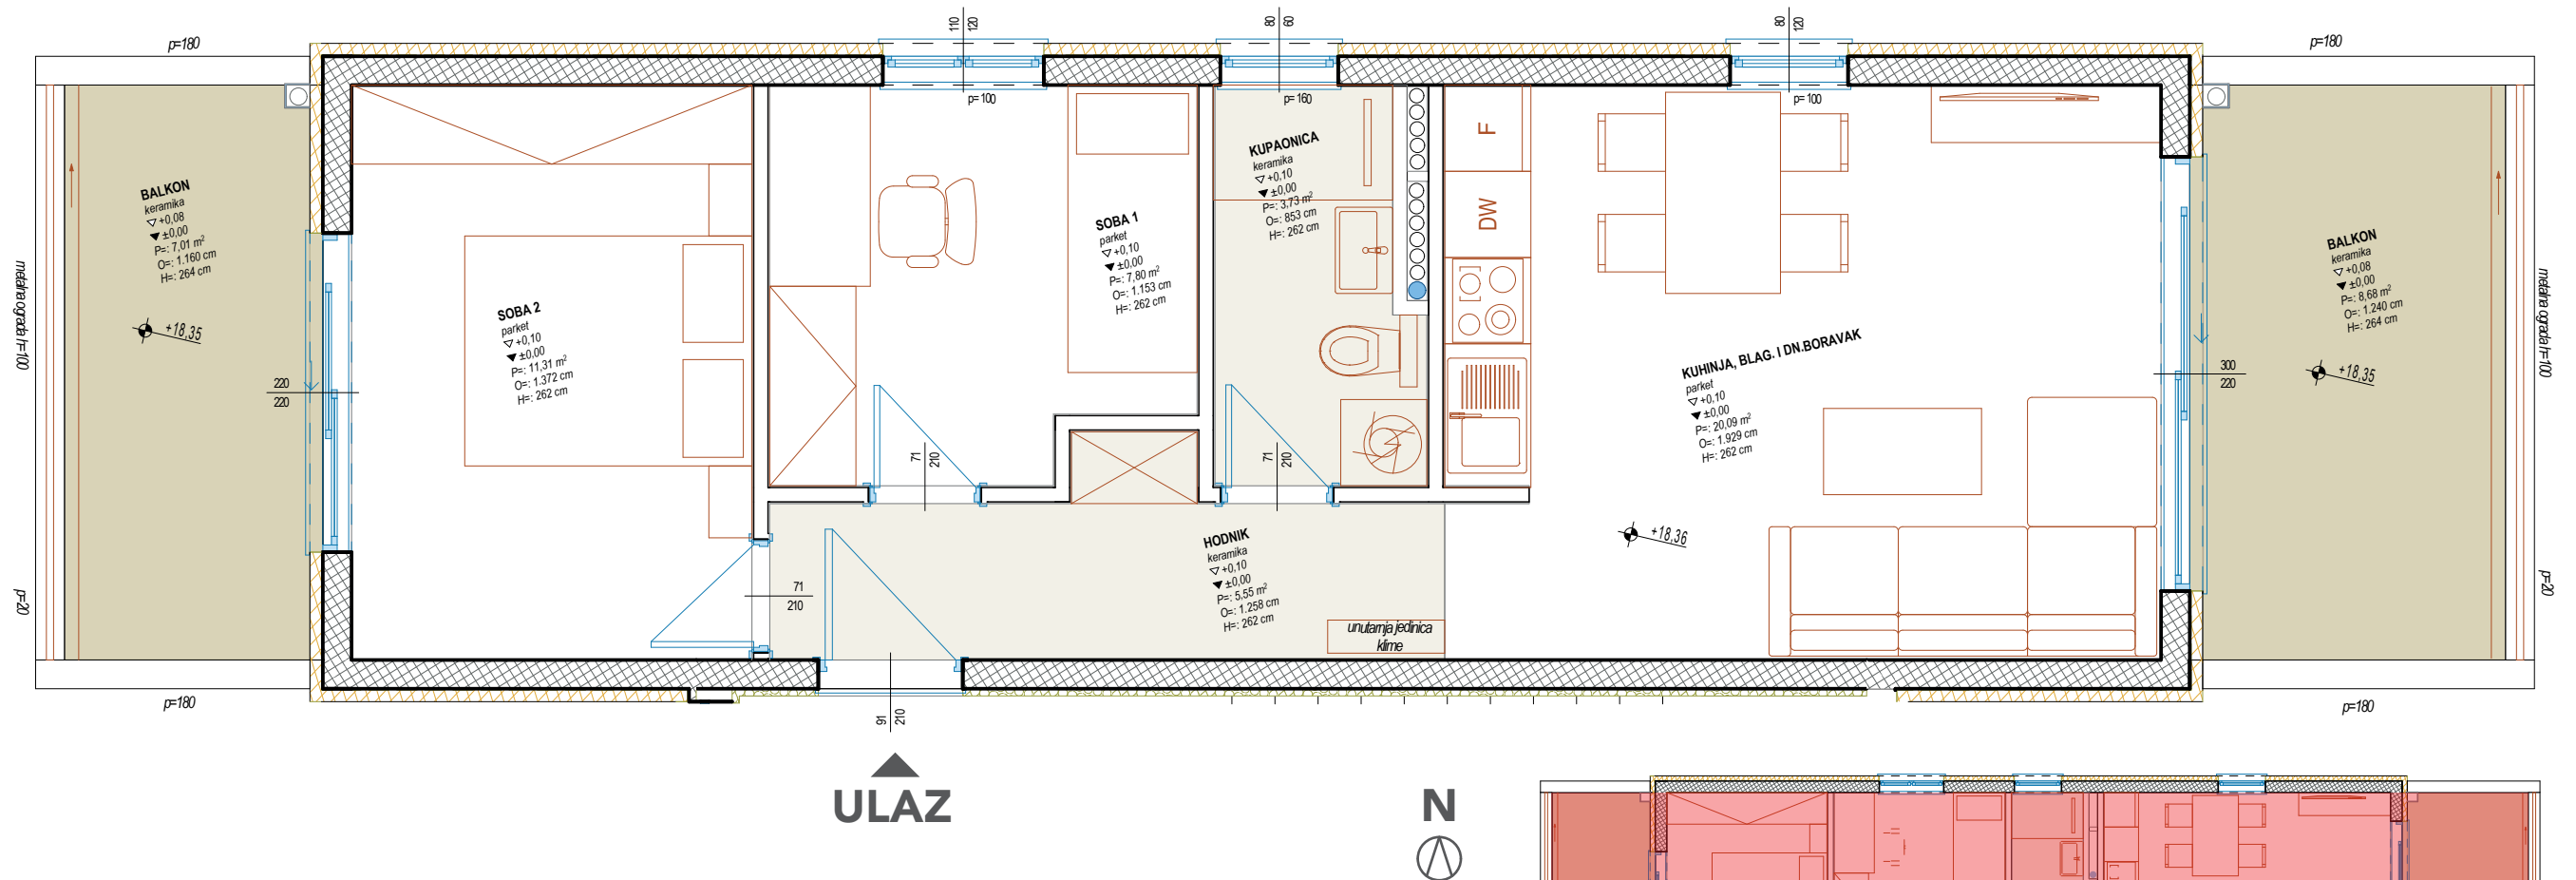 110
120
80
60
80
120
p=180
p=180
p=100
p=160
p=100
BALKON
keramika
+0,08
±0,00
P=: 7,01 m²
O=: 1.160 cm
H=: 264 cm
+18,35
metalna ograda h=100
p=20
220
220
SOBA 2
parket
+0,10
±0,00
P=: 11,31 m²
O=: 1.372 cm
H=: 262 cm
SOBA 1
parket
+0,10
±0,00
P=: 7,80 m²
O=: 1.153 cm
H=: 262 cm
71
210
KUPAONICA
keramika
+0,10
±0,00
P=: 3,73 m²
O=: 853 cm
H=: 262 cm
71
210
F
DW
KUHINJA, BLAG. I DN.BORAVAK
parket
+0,10
±0,00
P=: 20,09 m²
O=: 1.929 cm
H=: 262 cm
+18,36
300
220
BALKON
keramika
+0,08
±0,00
P=: 8,68 m²
O=: 1.240 cm
H=: 264 cm
+18,35
metalna ograda h=100
p=20
71
210
HODNIK
keramika
+0,10
±0,00
P=: 5,55 m²
O=: 1.258 cm
H=: 262 cm
unutarnja jedinica
klime
p=180
p=180
91
210
ULAZ
N